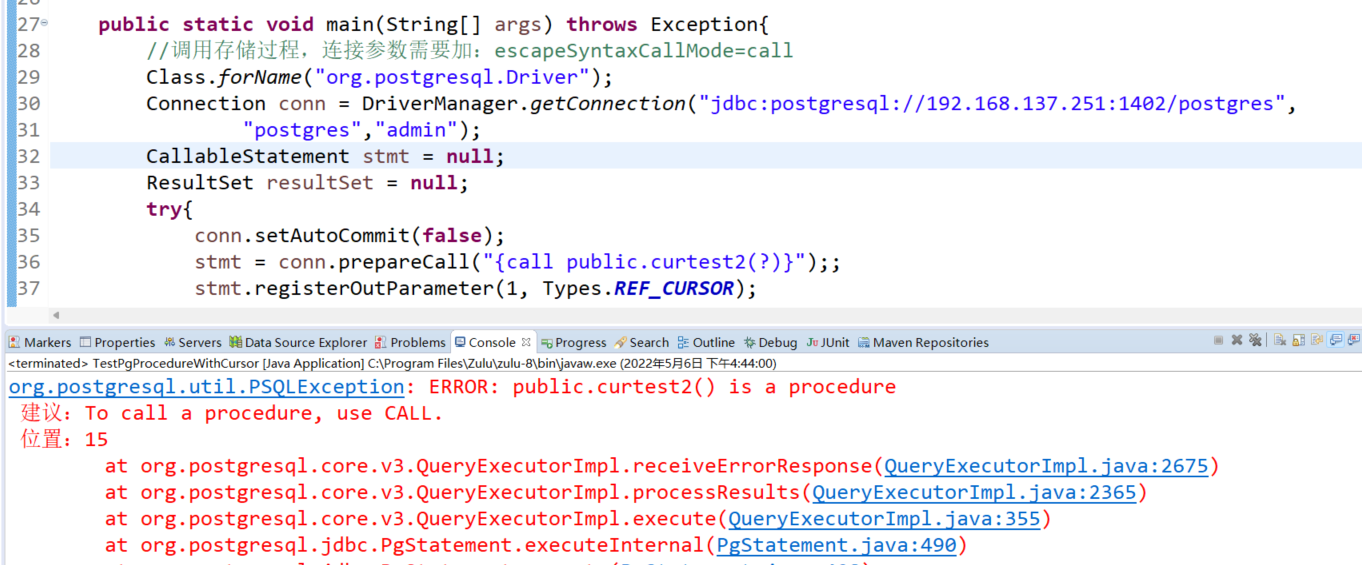 27 public static void main(String[] args) throws Exception{
28 //调用存储过程，连接参数需要加：escapeSyntaxCallMode=call
29 Class.forName("org.postgresql.Driver");
30 Connection conn = DriverManager.getConnection("jdbc:postgresql://192.168.137.251:1402/postgres",
31 "postgres","admin");
32 CallableStatement stmt = null;
33 ResultSet resultSet = null;
34 try{
35 conn.setAutoCommit(false);
36 stmt = conn.prepareCall("{call public.curtest2(?)}");;
37 stmt.registerOutParameter(1, Types.REF_CURSOR);
Markers Properties Servers Data Source Explorer Problems Console Progress Search Outline Debug JUnit Maven Repositories
<terminated> TestPgProcedureWithCursor [Java Application] C:\Program Files\Zulu\zulu-8\bin\javaw.exe (2022年5月6日 下午4:44:00)
org.postgresql.util.PSQLException: ERROR: public.curtest2() is a procedure
建议：To call a procedure, use CALL.
位置：15
at org.postgresql.core.v3.QueryExecutorImpl.receiveErrorResponse(QueryExecutorImpl.java:2675)
at org.postgresql.core.v3.QueryExecutorImpl.processResults(QueryExecutorImpl.java:2365)
at org.postgresql.core.v3.QueryExecutorImpl.execute(QueryExecutorImpl.java:355)
at org.postgresql.jdbc.PgStatement.executeInternal(PgStatement.java:490)